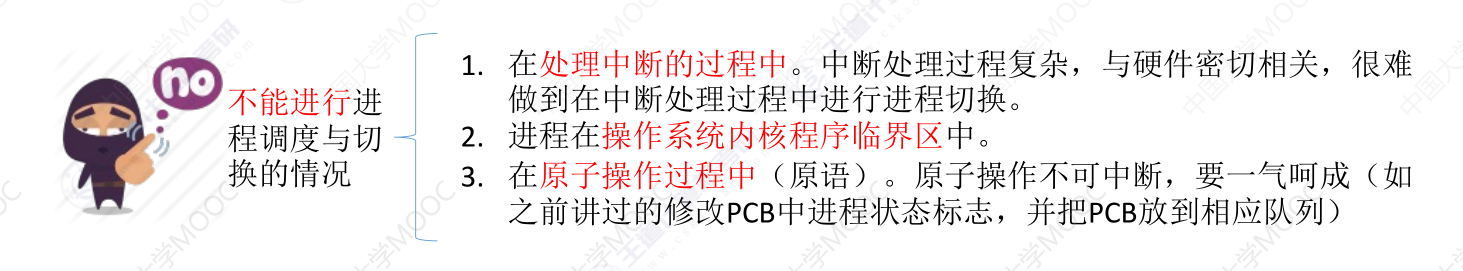 no
不能进行进
程调度与切
换的情况
1. 在处理中断的过程中。中断处理过程复杂，与硬件密切相关，很难
做到在中断处理过程中进行进程切换。
2. 进程在操作系统内核程序临界区中。
3. 在原子操作过程中（原语）。原子操作不可中断，要一气呵成（如
之前讲过的修改PCB中进程状态标志，并把PCB放到相应队列）